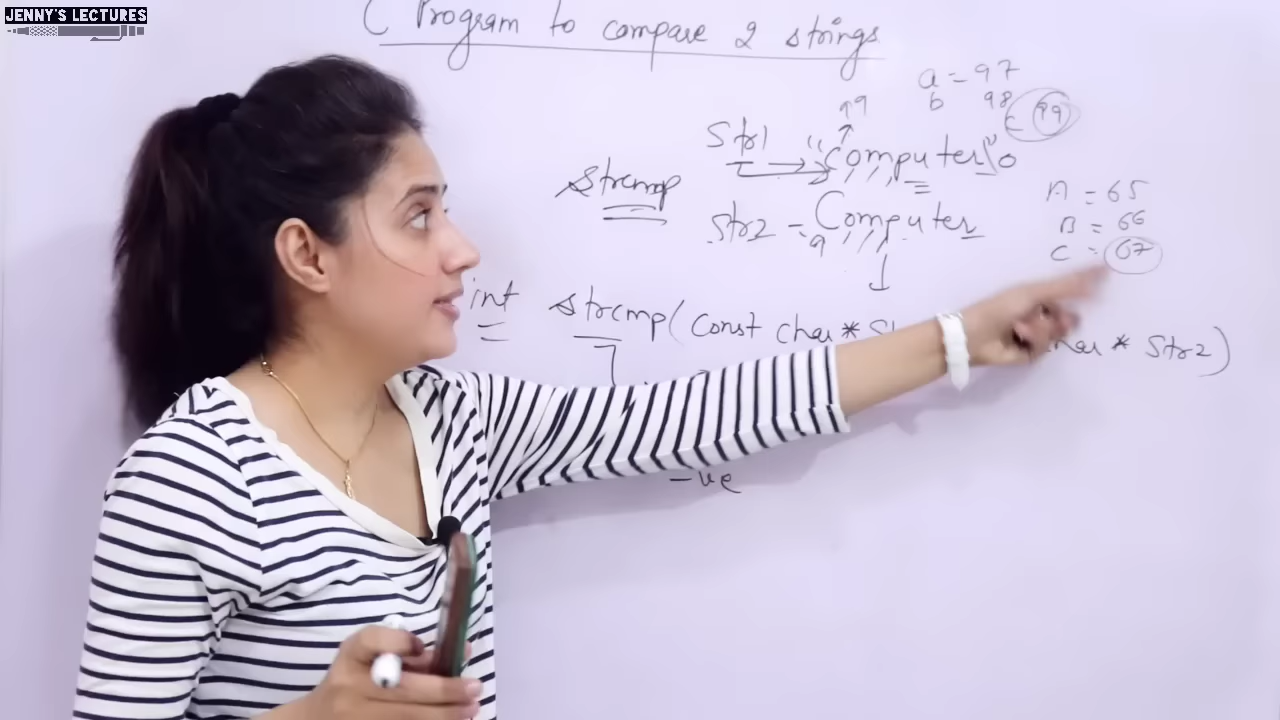 JENNY'S LECTURES
C Program to compare 2 strings
a = 97
b 98
c 99
Str1 "Computer\0"
strcmp
A = 65
B = 66
C = 67
str2 - Computer
int strcmp(const char* St char * Str2)
-ve